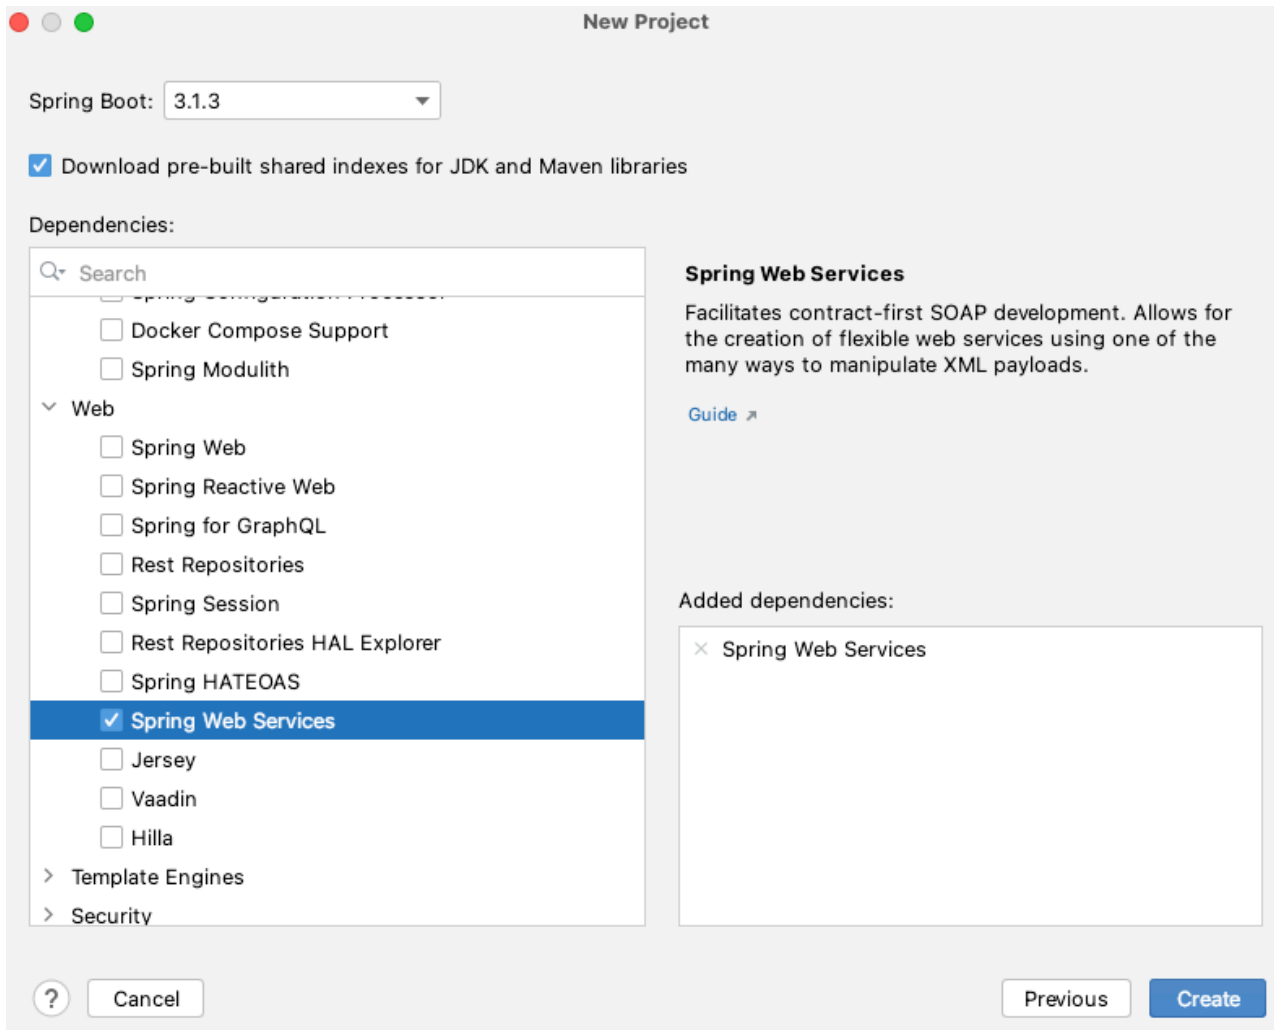 New Project
Spring Boot:
3.1.3
Download pre-built shared indexes for JDK and Maven libraries
Dependencies:
Search
Spring Configuration Processor
Docker Compose Support
Spring Modulith
Web
Spring Web
Spring Reactive Web
Spring for GraphQL
Rest Repositories
Spring Session
Rest Repositories HAL Explorer
Spring HATEOAS
Spring Web Services
Jersey
Vaadin
Hilla
Template Engines
Security
Spring Web Services
Facilitates contract-first SOAP development. Allows for
the creation of flexible web services using one of the
many ways to manipulate XML payloads.
Guide
Added dependencies:
Spring Web Services
?
Cancel
Previous
Create